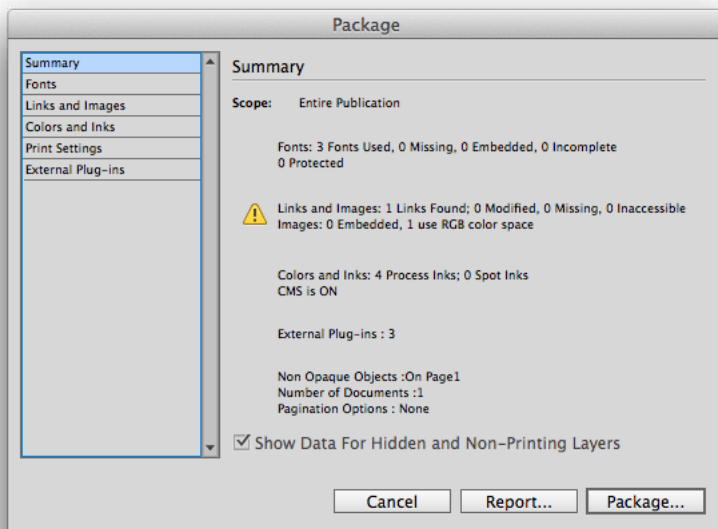 Package
Summary
Fonts
Links and Images
Colors and Inks
Print Settings
External Plug-ins
Summary
Scope: Entire Publication
Fonts: 3 Fonts Used, 0 Missing, 0 Embedded, 0 Incomplete
0 Protected
Links and Images: 1 Links Found; 0 Modified, 0 Missing, 0 Inaccessible
Images: 0 Embedded, 1 use RGB color space
Colors and Inks: 4 Process Inks; 0 Spot Inks
CMS is ON
External Plug-ins : 3
Non Opaque Objects :On Page1
Number of Documents :1
Pagination Options : None
Show Data For Hidden and Non-Printing Layers
Cancel
Report...
Package...